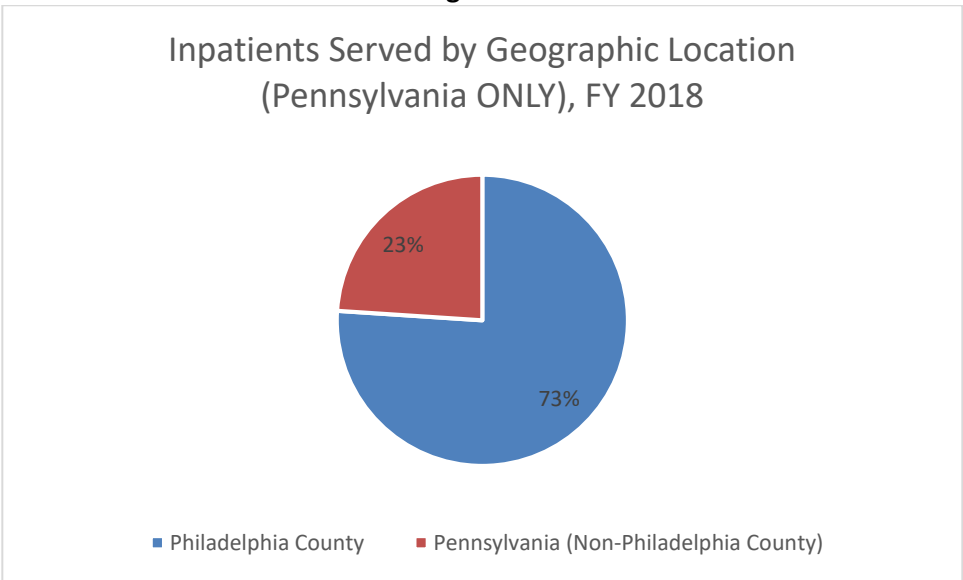 Inpatients Served by Geographic Location
(Pennsylvania ONLY), FY 2018
23%
73%
Philadelphia County
Pennsylvania (Non-Philadelphia County)